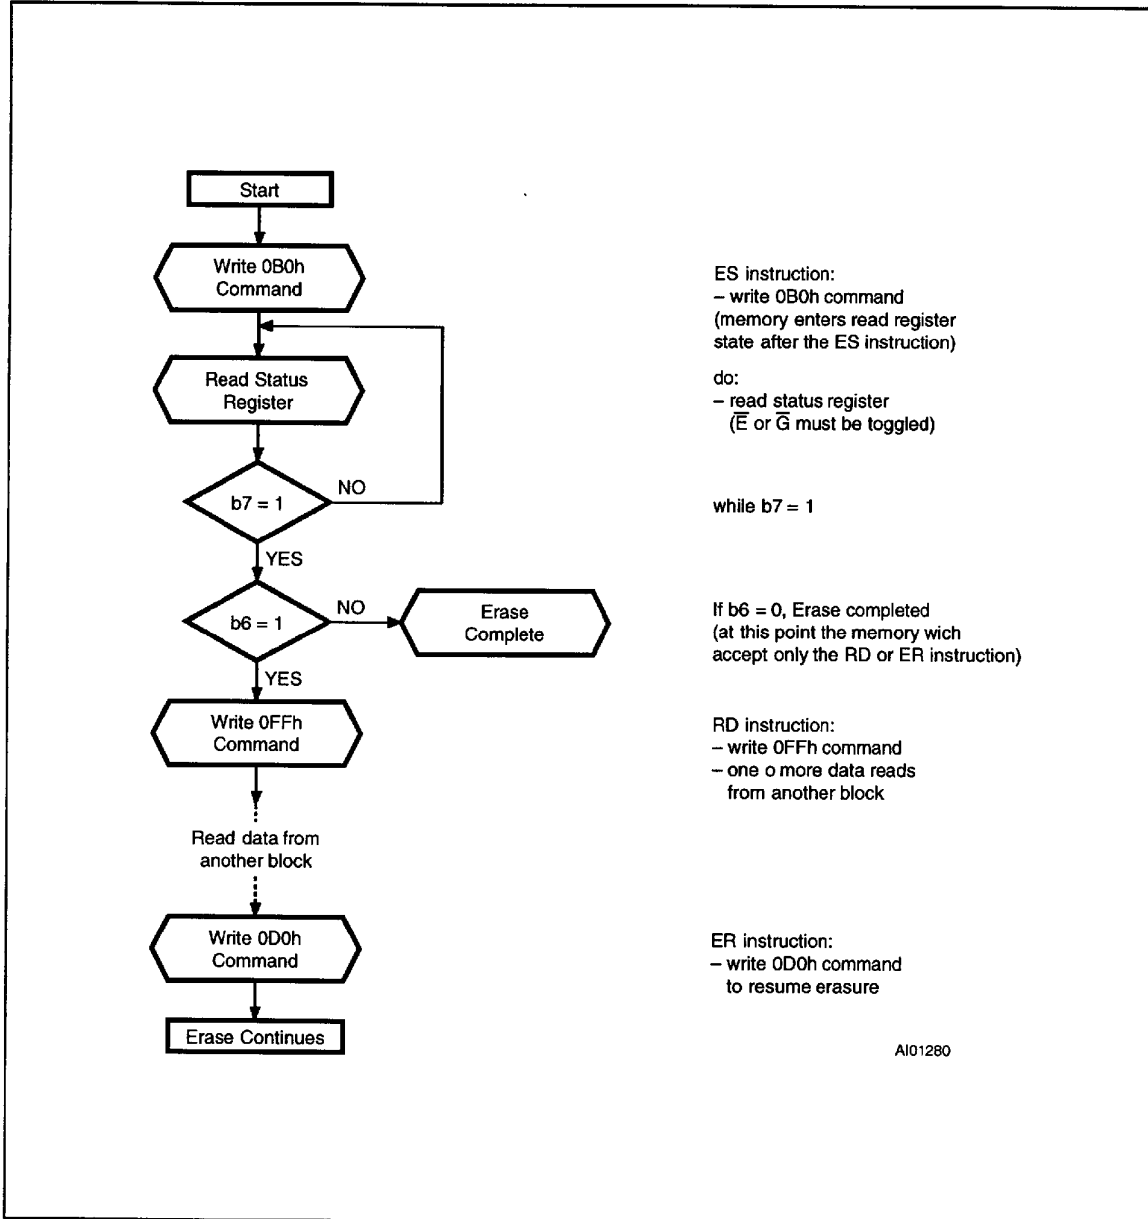 Start
Write 0B0h
Command
Read Status
Register
b7 = 1
NO
YES
b6 = 1
NO
Erase
Complete
YES
Write 0FFh
Command
Read data from
another block
Write 0D0h
Command
Erase Continues
ES instruction:
– write 0B0h command
(memory enters read register
state after the ES instruction)
do:
– read status register
(E̅ or G̅ must be toggled)
while b7 = 1
If b6 = 0, Erase completed
(at this point the memory wich
accept only the RD or ER instruction)
RD instruction:
– write 0FFh command
– one o more data reads
from another block
ER instruction:
– write 0D0h command
to resume erasure
AI01280